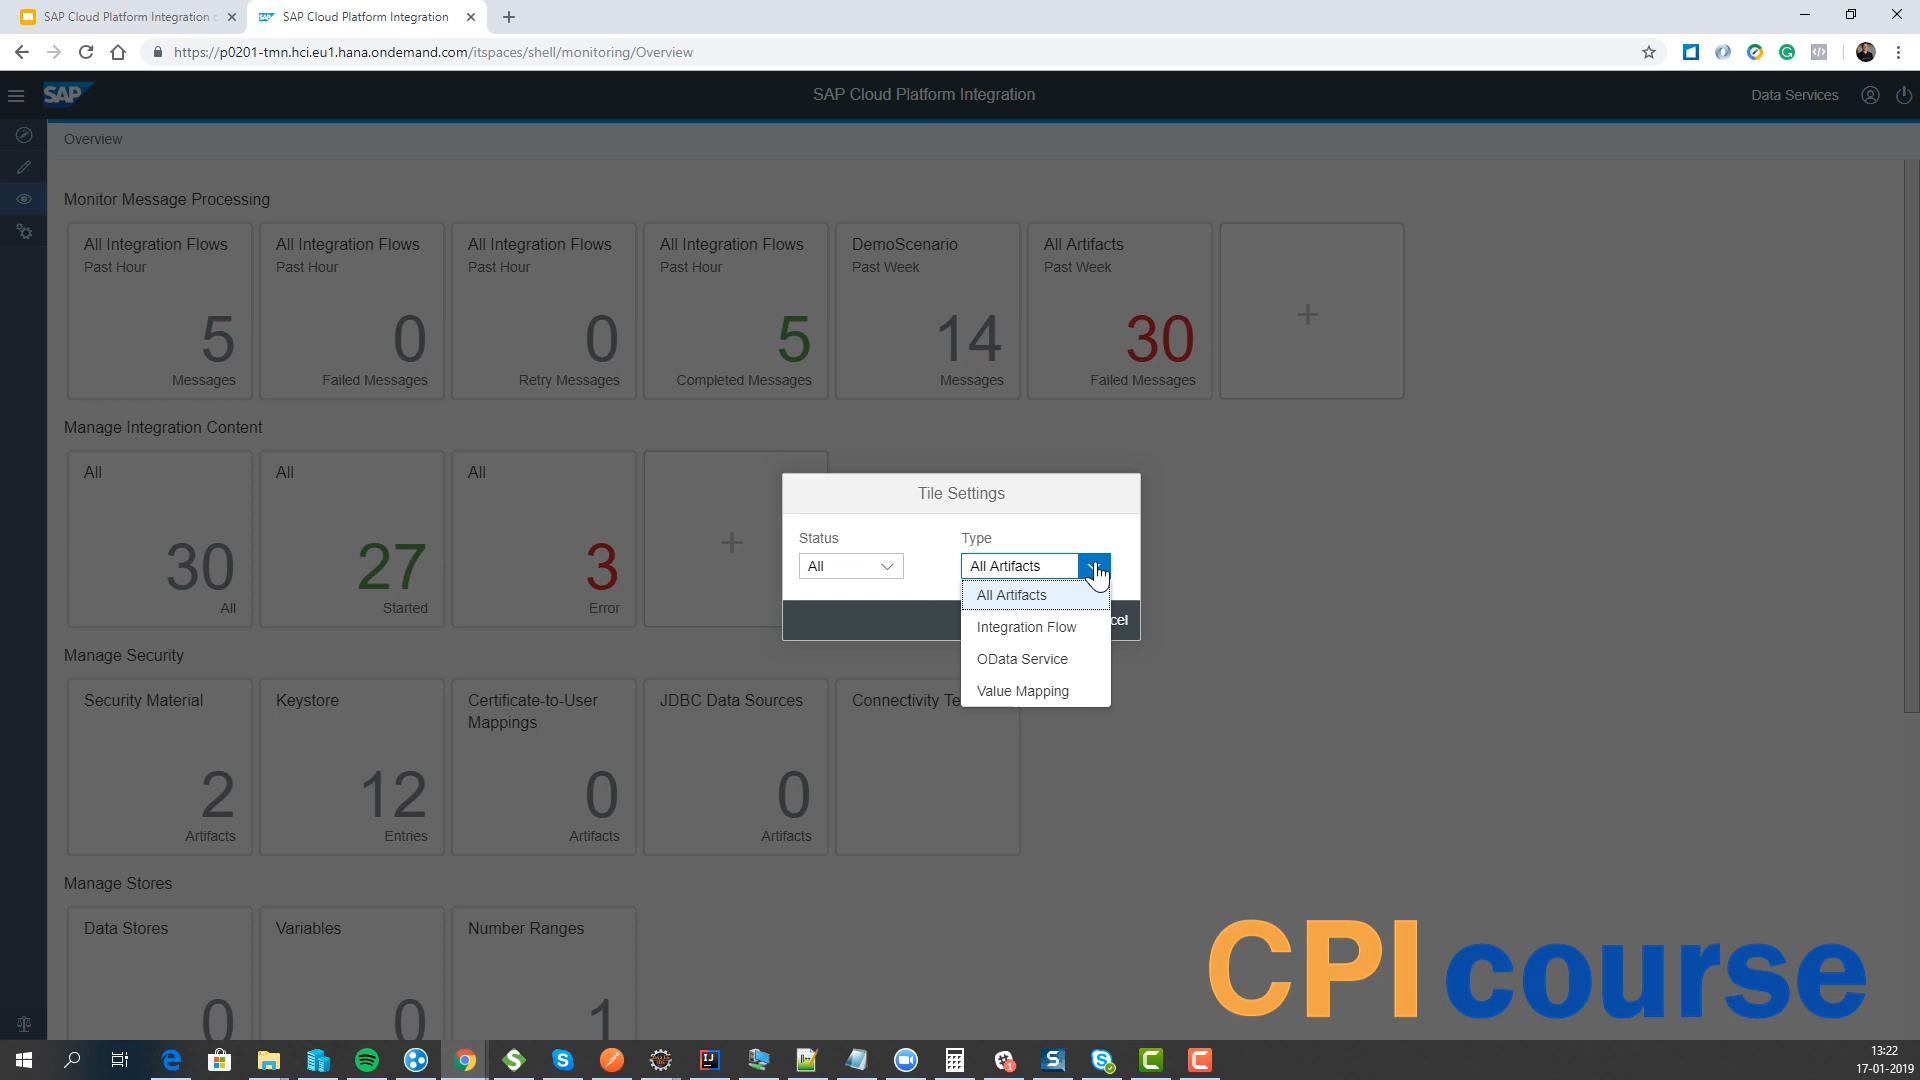 SAP Cloud Platform Integration
SAP Cloud Platform Integration
https://p0201-tmn.hci.eu1.hana.ondemand.com/itspaces/shell/monitoring/Overview
SAP
SAP Cloud Platform Integration
Data Services
Overview
Monitor Message Processing
All Integration Flows
Past Hour
5
Messages
All Integration Flows
Past Hour
0
Failed Messages
All Integration Flows
Past Hour
0
Retry Messages
All Integration Flows
Past Hour
5
Completed Messages
DemoScenario
Past Week
14
Messages
All Artifacts
Past Week
30
Failed Messages
Manage Integration Content
All
30
All
All
27
Started
All
3
Error
Tile Settings
Status
All
Type
All Artifacts
All Artifacts
Integration Flow
OData Service
Value Mapping
cel
Manage Security
Security Material
2
Artifacts
Keystore
12
Entries
Certificate-to-User
Mappings
0
Artifacts
JDBC Data Sources
0
Artifacts
Connectivity Te
Manage Stores
Data Stores
0
Variables
0
Number Ranges
1
CPI course
13:22
17-01-2019